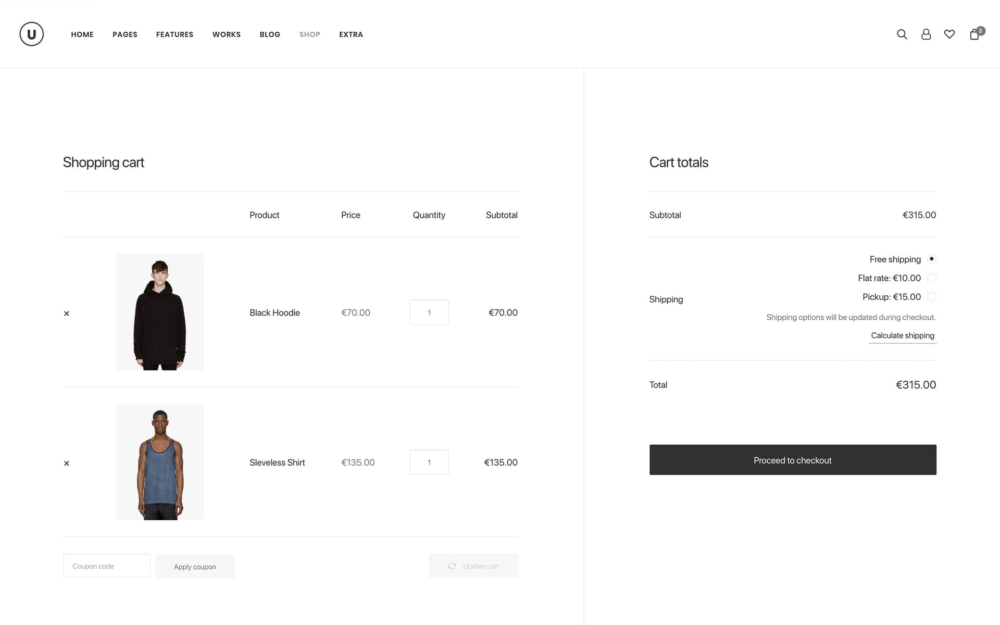 U
HOME PAGES FEATURES WORKS BLOG SHOP EXTRA
3
Shopping cart
Product Price Quantity Subtotal
× Black Hoodie €70.00 1 €70.00
× Sleveless Shirt €135.00 1 €135.00
Coupon code Apply coupon Update cart
Cart totals
Subtotal €315.00
Shipping
Free shipping
Flat rate: €10.00
Pickup: €15.00
Shipping options will be updated during checkout.
Calculate shipping
Total €315.00
Proceed to checkout